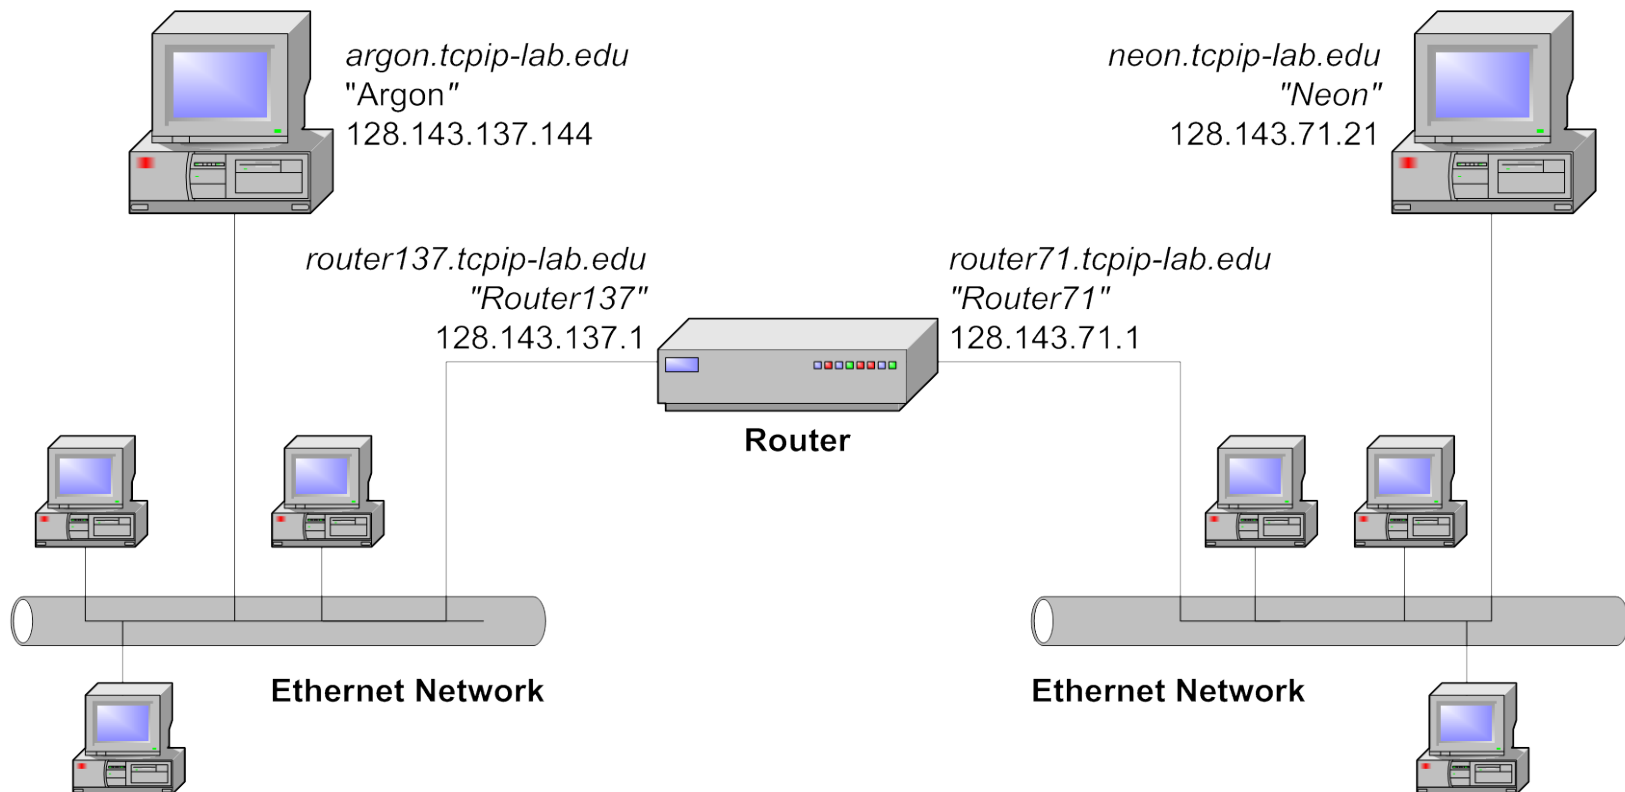 argon.tcpip-lab.edu
"Argon"
128.143.137.144
neon.tcpip-lab.edu
"Neon"
128.143.71.21
router137.tcpip-lab.edu
"Router137"
128.143.137.1
router71.tcpip-lab.edu
"Router71"
128.143.71.1
Router
Ethernet Network
Ethernet Network